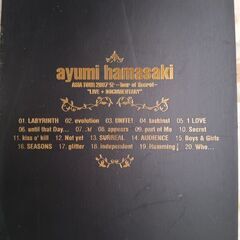 ayumi hamasaki
ASIA TOUR 2007 A ~Tour of Secret~
"LIVE + DOCUMENTARY"
01. LABYRINTH 02. evolution 03. UNITE! 04. taskinst 05. 1 LOVE
06. until that Day... 07. M 08. appears 09. part of Me 10. Secret
11. kiss o' kill 12. Not yet 13. SURREAL 14. AUDIENCE 15. Boys & Girls
16. SEASONS 17. glitter 18. independent 19. Humming 20. Who...